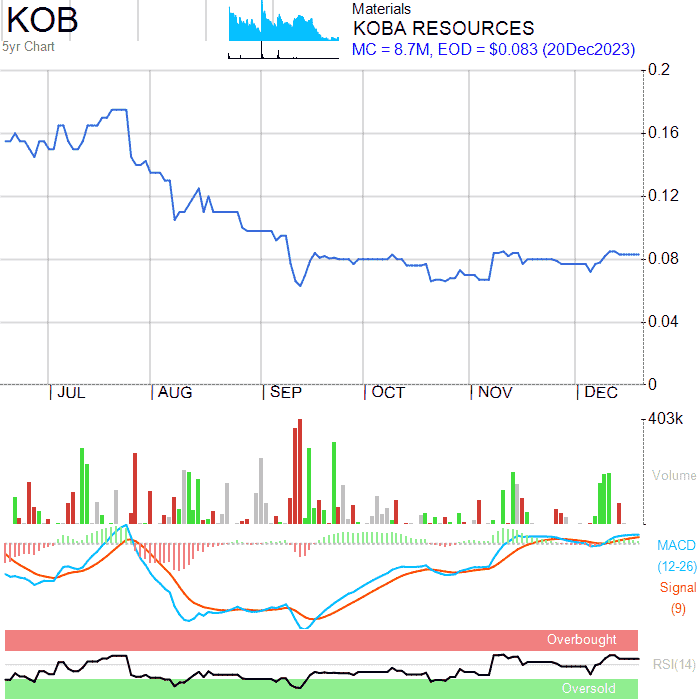 KOB
5yr Chart
Materials
KOBA RESOURCES
MC = 8.7M, EOD = $0.083 (20Dec2023)
0.2
0.16
0.12
0.08
0.04
0
JUL AUG SEP OCT NOV DEC
403k
Volume
MACD
(12-26)
Signal
(9)
Overbought
RSI(14)
Oversold